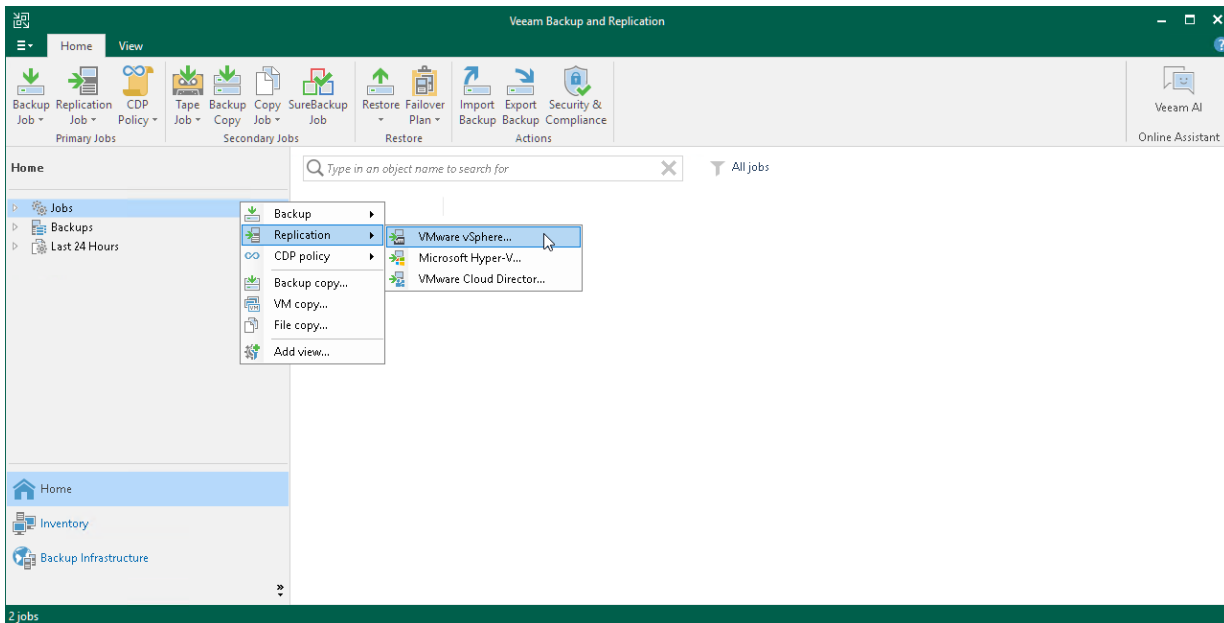 Veeam Backup and Replication
Home View
Backup Job Replication Job CDP Policy Tape Job Backup Copy Copy Job SureBackup Job Restore Failover Plan Import Backup Export Backup Security & Compliance Veeam AI
Primary Jobs Secondary Jobs Restore Actions Online Assistant
Home
Type in an object name to search for
All jobs
Jobs
Backups
Last 24 Hours
Backup
Replication
CDP policy
Backup copy...
VM copy...
File copy...
Add view...
VMware vSphere...
Microsoft Hyper-V...
VMware Cloud Director...
Home
Inventory
Backup Infrastructure
2 jobs